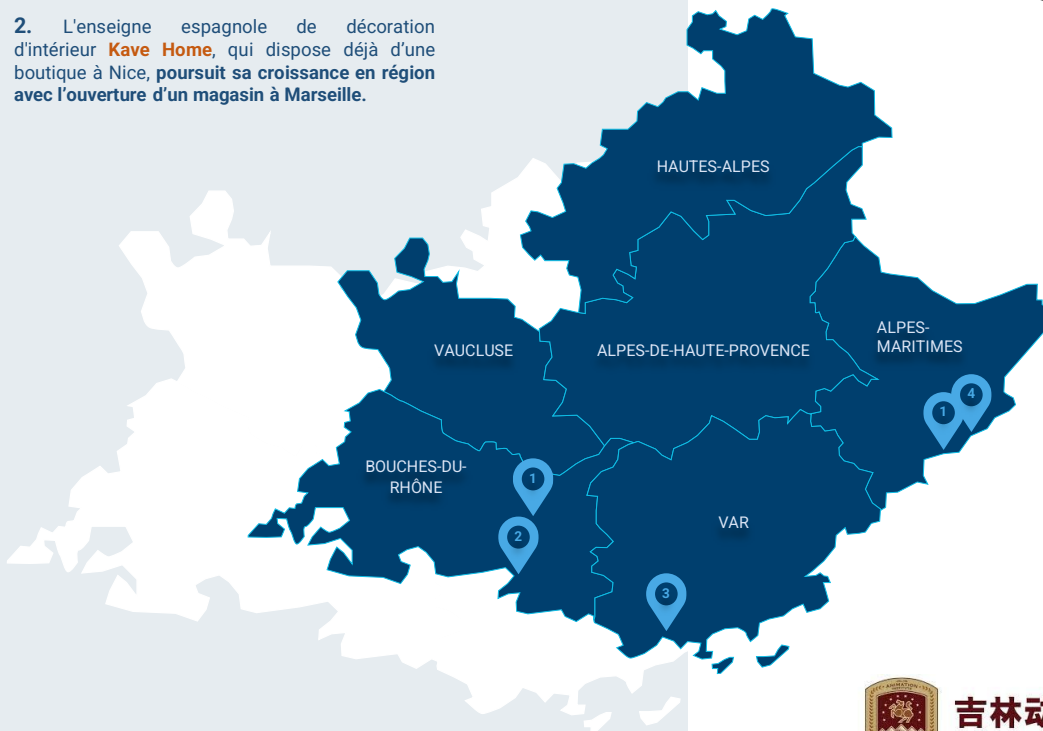 2. L'enseigne espagnole de décoration
d'intérieur Kave Home, qui dispose déjà d’une
boutique à Nice, poursuit sa croissance en région
avec l’ouverture d’un magasin à Marseille.
HAUTES-ALPES
VAUCLUSE
ALPES-DE-HAUTE-PROVENCE
ALPES-
MARITIMES
4
1
BOUCHES-DU-
RHÔNE
1
VAR
2
3
ANIMATION
吉林动